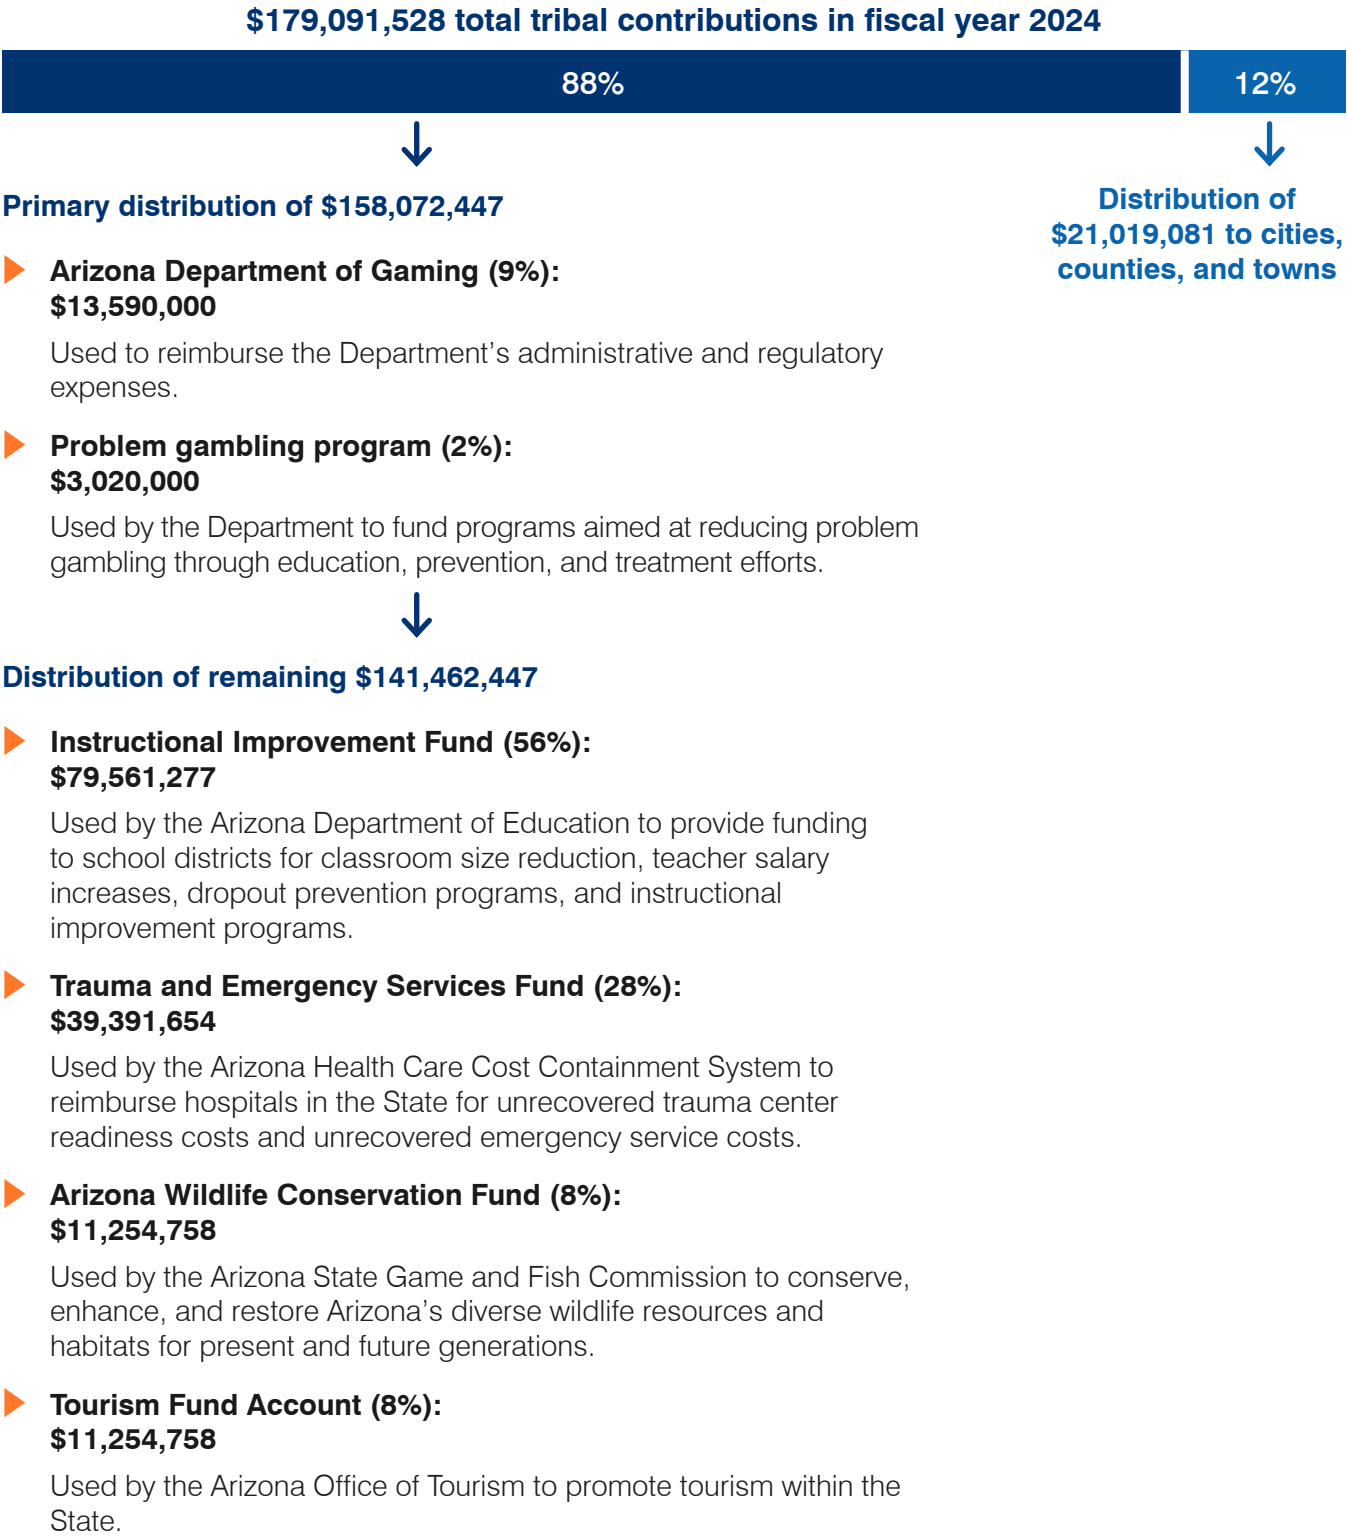 $179,091,528 total tribal contributions in fiscal year 2024
88%
12%
Primary distribution of $158,072,447
Distribution of
$21,019,081 to cities,
counties, and towns
Arizona Department of Gaming (9%):
$13,590,000
Used to reimburse the Department’s administrative and regulatory
expenses.
Problem gambling program (2%):
$3,020,000
Used by the Department to fund programs aimed at reducing problem
gambling through education, prevention, and treatment efforts.
Distribution of remaining $141,462,447
Instructional Improvement Fund (56%):
$79,561,277
Used by the Arizona Department of Education to provide funding
to school districts for classroom size reduction, teacher salary
increases, dropout prevention programs, and instructional
improvement programs.
Trauma and Emergency Services Fund (28%):
$39,391,654
Used by the Arizona Health Care Cost Containment System to
reimburse hospitals in the State for unrecovered trauma center
readiness costs and unrecovered emergency service costs.
Arizona Wildlife Conservation Fund (8%):
$11,254,758
Used by the Arizona State Game and Fish Commission to conserve,
enhance, and restore Arizona’s diverse wildlife resources and
habitats for present and future generations.
Tourism Fund Account (8%):
$11,254,758
Used by the Arizona Office of Tourism to promote tourism within the
State.